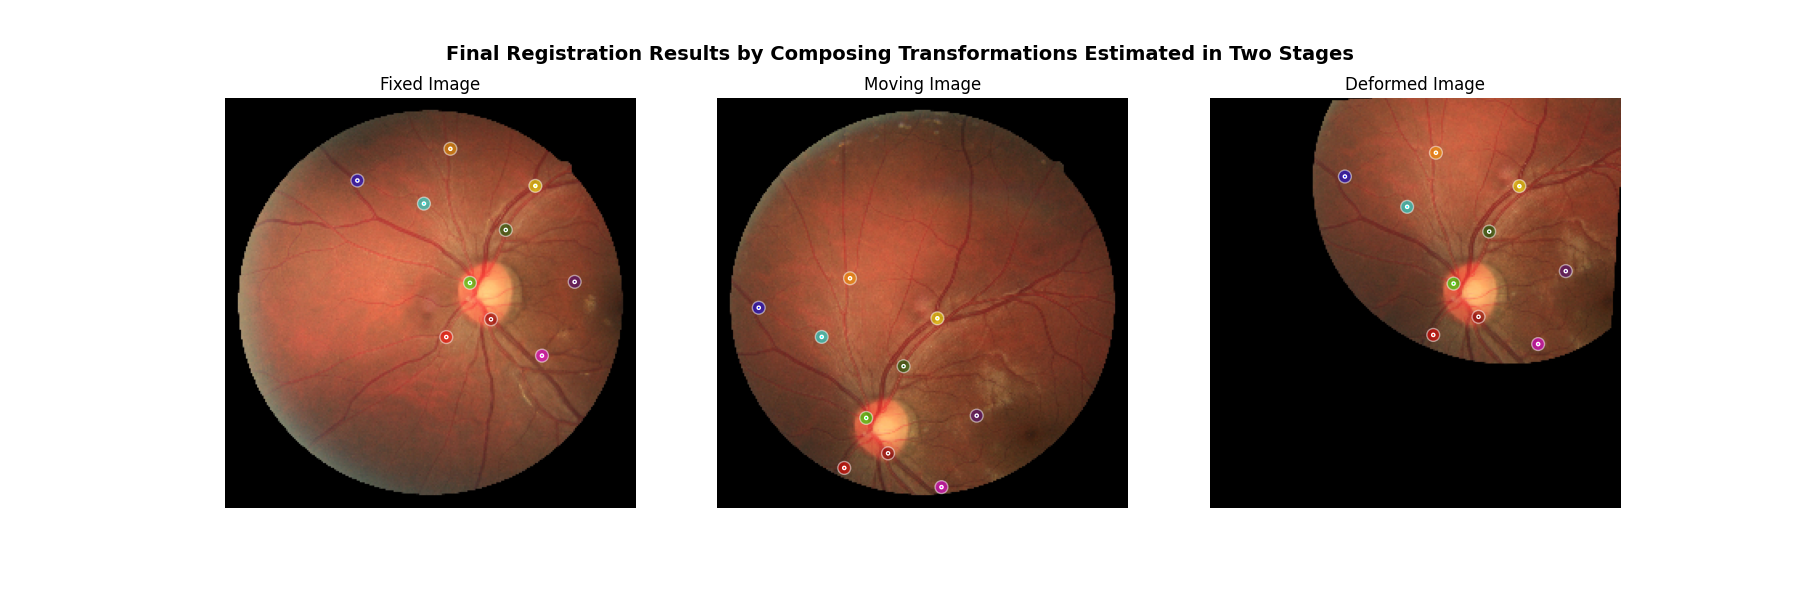 Final Registration Results by Composing Transformations Estimated in Two Stages
Fixed Image
Moving Image
Deformed Image